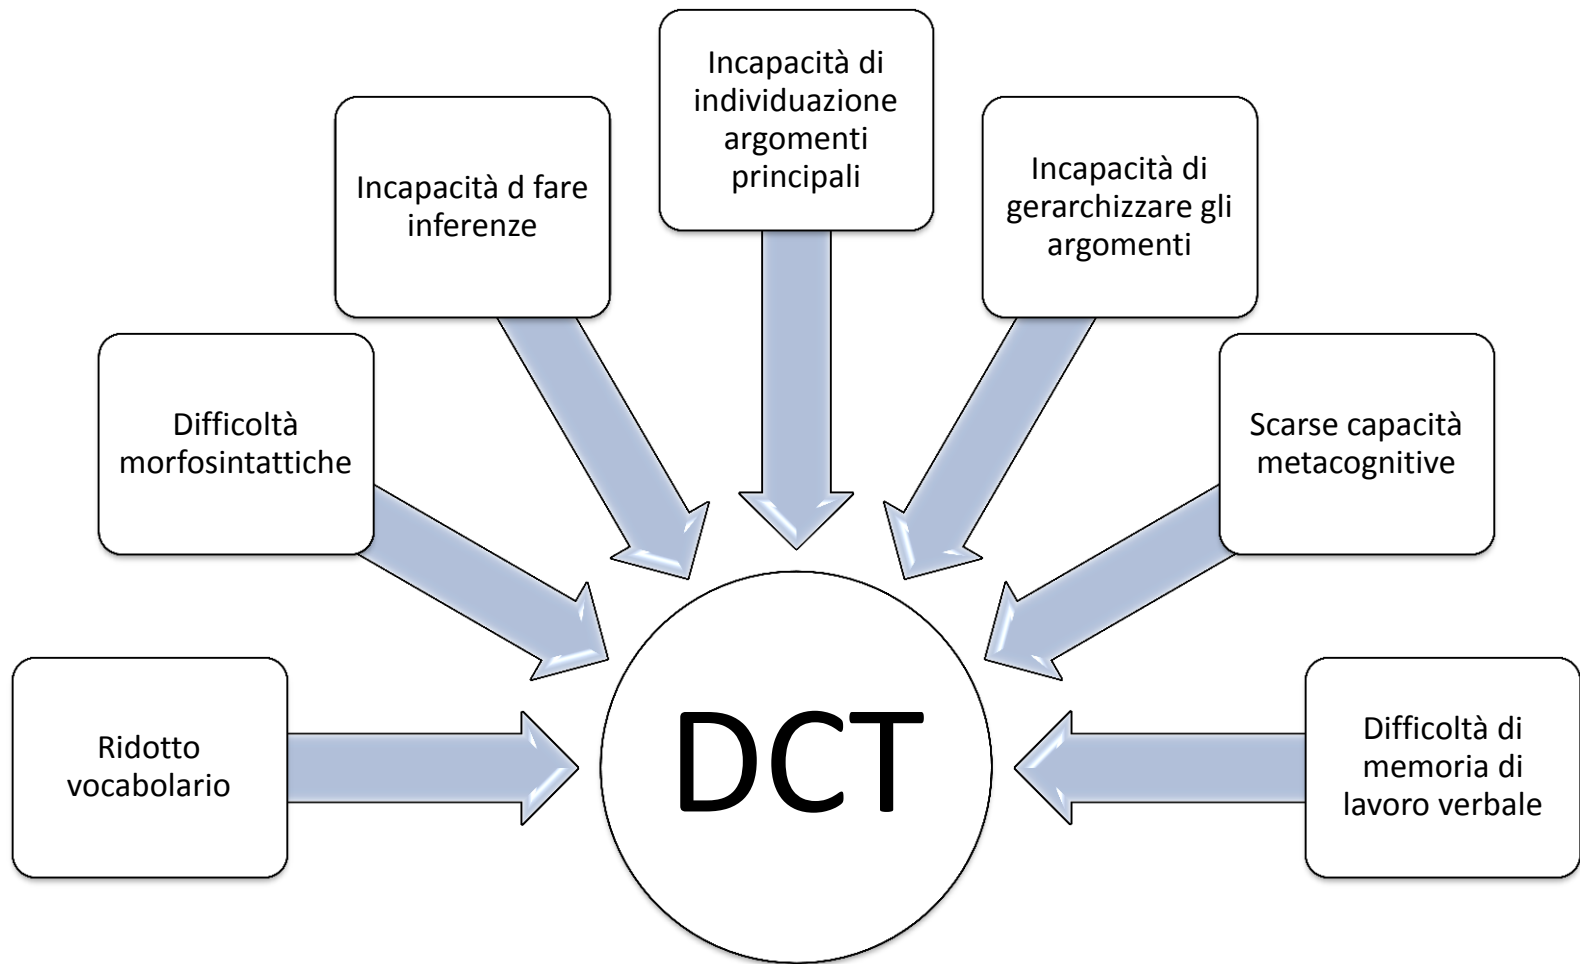 Incapacità di
individuazione
argomenti
principali
Incapacità d fare
inferenze
Incapacità di
gerarchizzare gli
argomenti
Difficoltà
morfosintattiche
Scarse capacità
metacognitive
Ridotto
vocabolario
DCT
Difficoltà di
memoria di
lavoro verbale